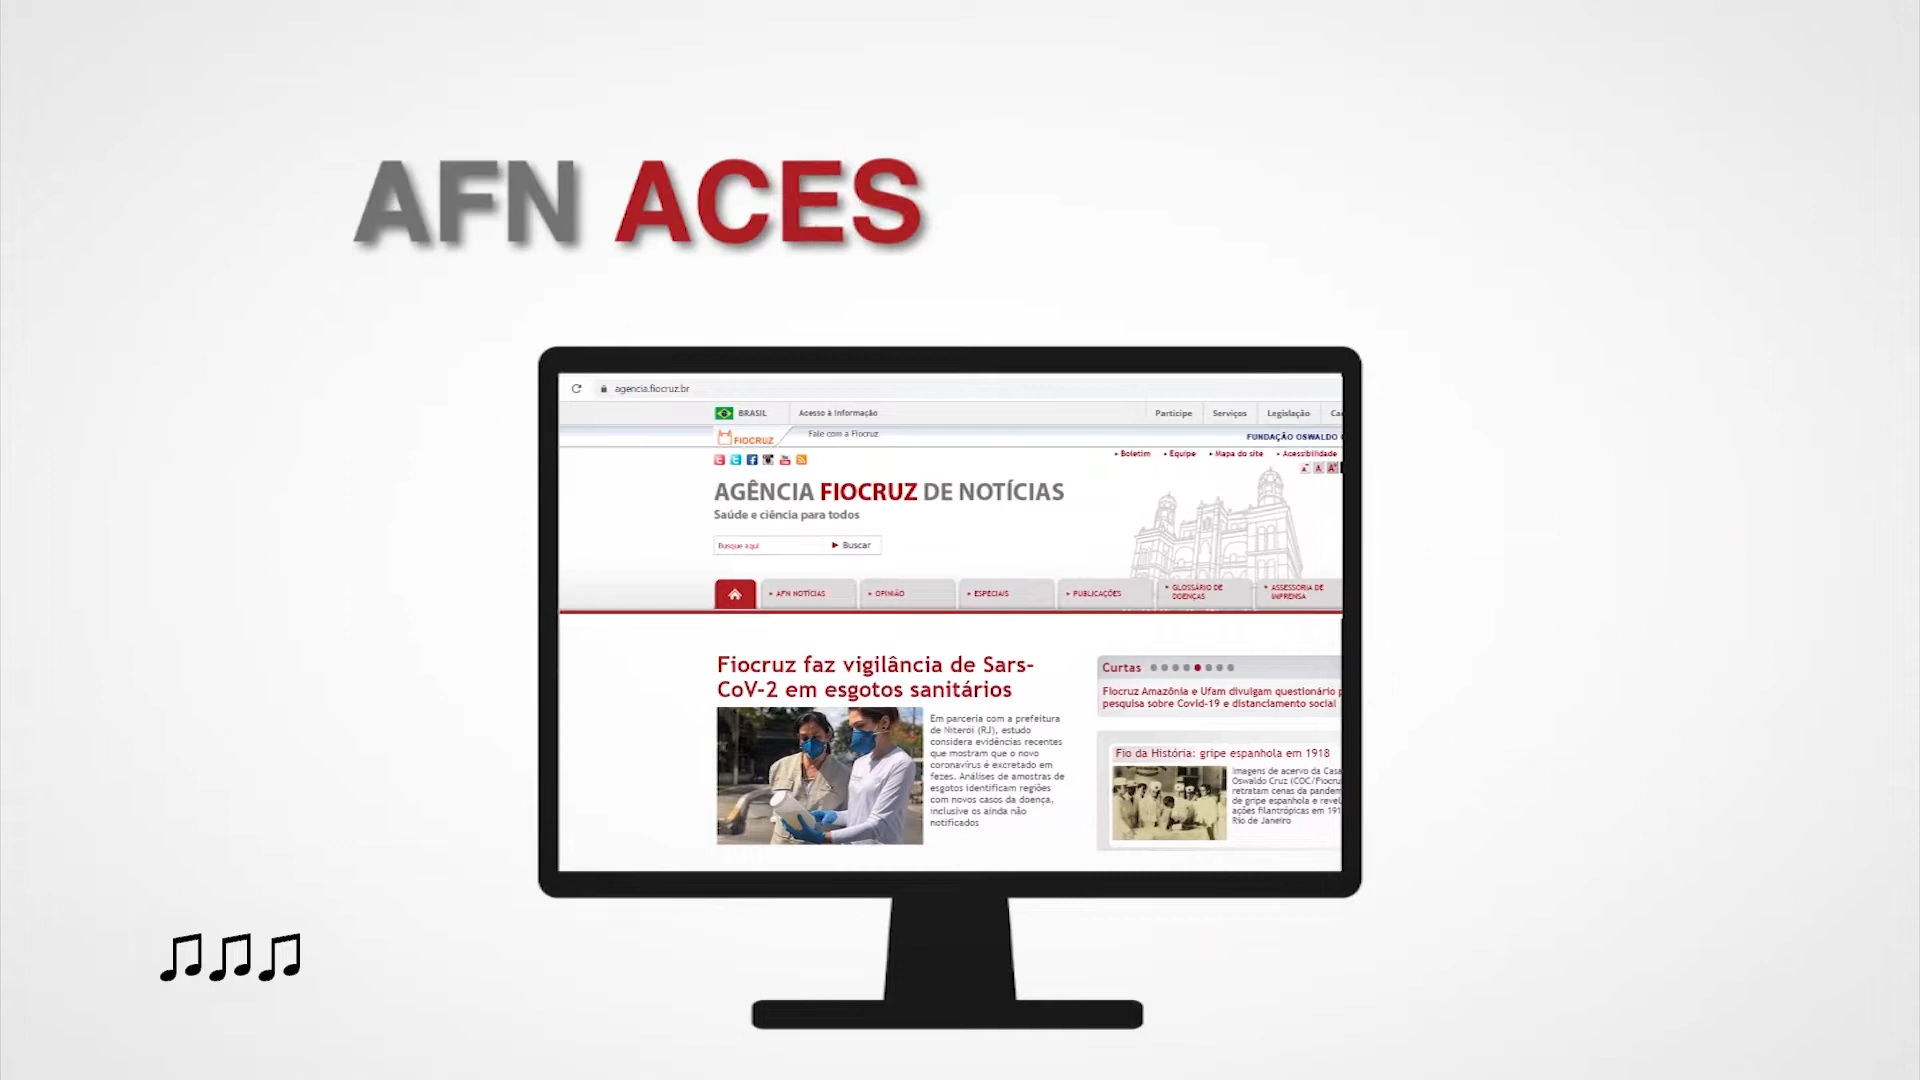 AFN ACES
agencia.fiocruz.br
BRASIL Acesso à informação Participe Serviços Legislação
FIOCRUZ Fale com a Fiocruz FUNDAÇÃO OSWALDO
Boletim Equipe Mapa do site Acessibilidade
AGÊNCIA FIOCRUZ DE NOTÍCIAS
Saúde e ciência para todos
Busque aqui Buscar
AFN NOTÍCIAS OPINIÃO ESPECIAIS PUBLICAÇÕES GLOSSÁRIO DE DOENÇAS ASSESSORIA DE IMPRENSA
Fiocruz faz vigilância de Sars-
CoV-2 em esgotos sanitários
Em parceria com a prefeitura
de Niterói (RJ), estudo
considera evidências recentes
que mostram que o novo
coronavírus é excretado em
fezes. Análises de amostras de
esgotos identificam regiões
com novos casos da doença,
inclusive os ainda não
notificados
Curtas
Fiocruz Amazônia e Ufam divulgam questionário
pesquisa sobre Covid-19 e distanciamento social
Fio da História: gripe espanhola em 1918
Imagens de acervo da Casa
Oswaldo Cruz (COC/Fiocruz
retratam cenas da pandem
de gripe espanhola e revel
ações filantrópicas em 191
Rio de Janeiro